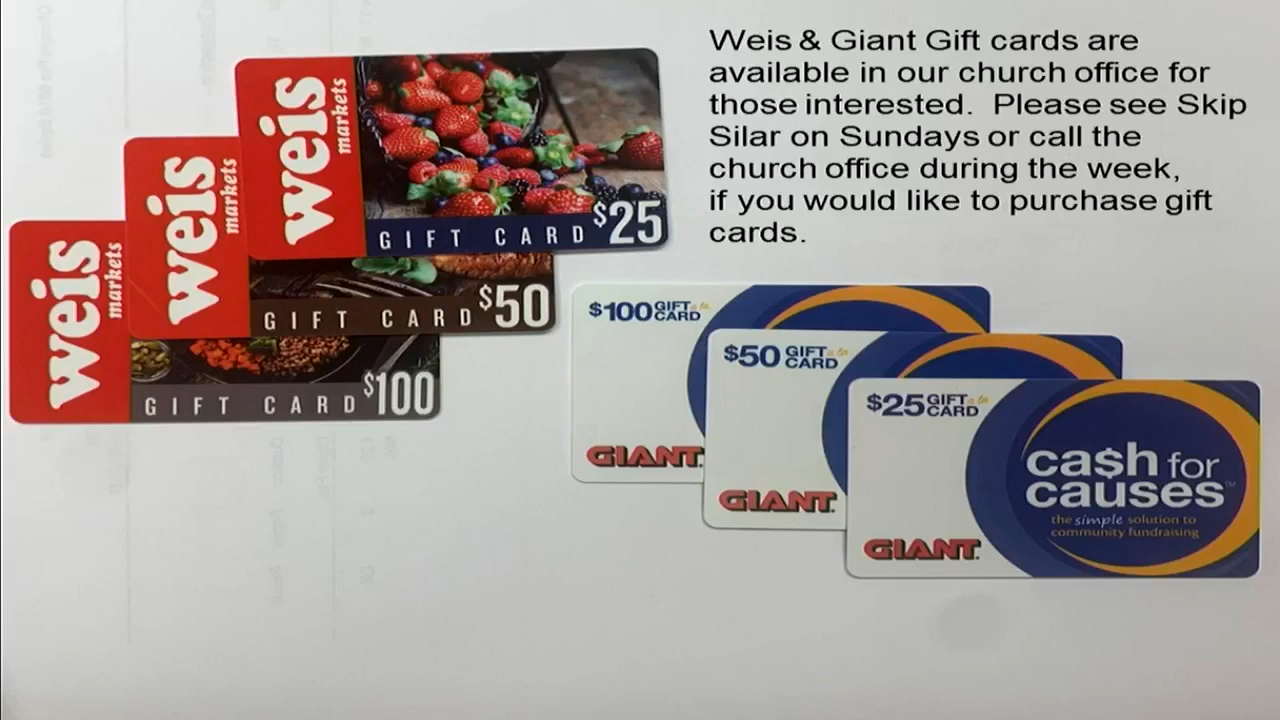 Weis & Giant Gift cards are
available in our church office for
those interested. Please see Skip
Silar on Sundays or call the
church office during the week,
if you would like to purchase gift
cards.
weis
markets
GIFT CARD $25
weis
markets
GIFT CARD $50
weis
markets
GIFT CARD $100
$100 GIFT
CARD
GIANT
$50 GIFT
CARD
GIANT.
$25 GIFT
CARD
GIANT.
ca$h for
causes™
the simple solution to
community fundraising